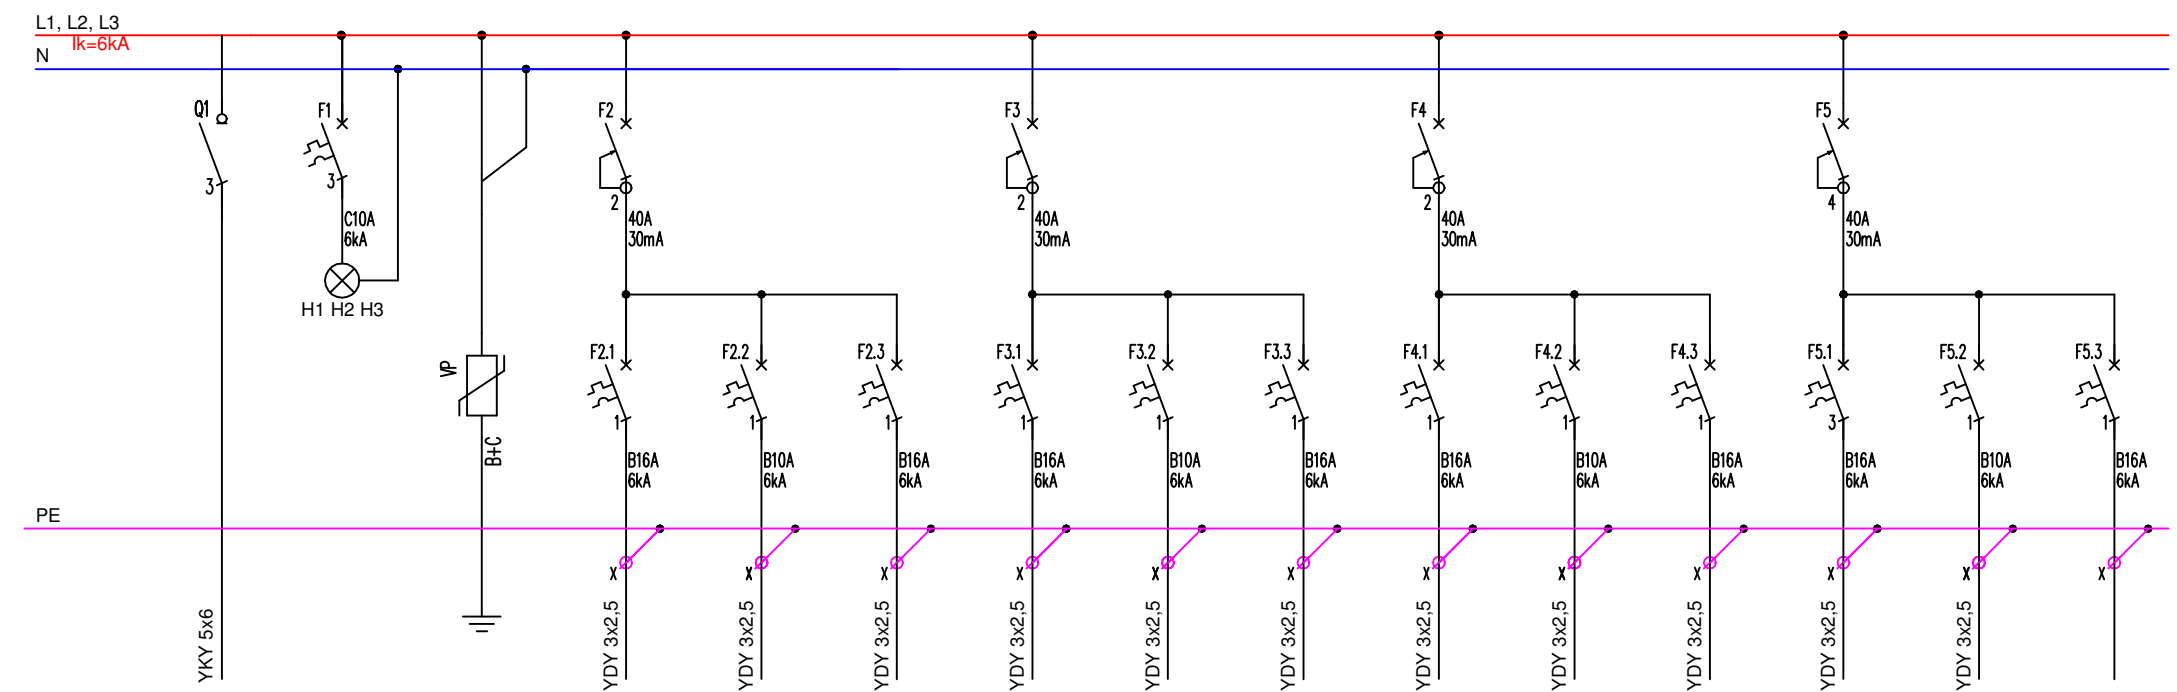 L1, L2, L3
Ik=6kA
N
Q1
3
F1
3
C10A
6kA
H1 H2 H3
VP
B+C
F2
2
40A
30mA
F3
2
40A
30mA
F4
2
40A
30mA
F5
4
40A
30mA
F2.1
1
B16A
6kA
F2.2
1
B10A
6kA
F2.3
1
B16A
6kA
F3.1
1
B16A
6kA
F3.2
1
B10A
6kA
F3.3
1
B16A
6kA
F4.1
1
B16A
6kA
F4.2
1
B10A
6kA
F4.3
1
B16A
6kA
F5.1
3
B16A
6kA
F5.2
1
B10A
6kA
F5.3
1
B16A
6kA
PE
X
X
X
X
X
X
X
X
X
X
X
X
YKY 5x6
YDY 3x2,5
YDY 3x2,5
YDY 3x2,5
YDY 3x2,5
YDY 3x2,5
YDY 3x2,5
YDY 3x2,5
YDY 3x2,5
YDY 3x2,5
YDY 3x2,5
YDY 3x2,5